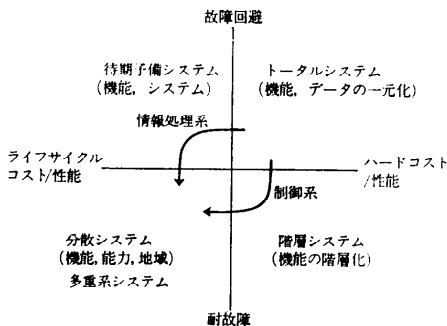 故障回避
待期予備システム
(機能, システム)
トータルシステム
(機能, データの一元化)
情報処理系
ライフサイクル
コスト/性能
ハードコスト
/性能
制御系
分散システム
(機能, 能力, 地域)
多重系システム
階層システム
(機能の階層化)
耐故障